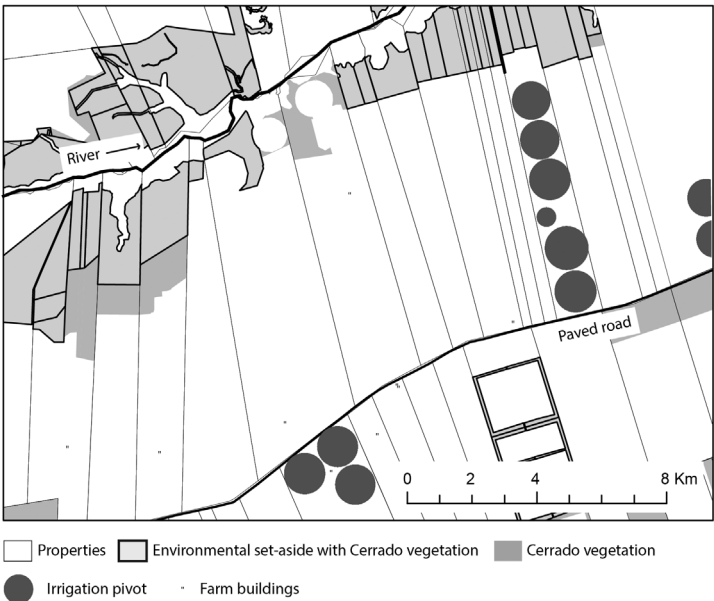 River
Paved road
0 2 4 8 Km
Properties Environmental set-aside with Cerrado vegetation Cerrado vegetation
Irrigation pivot Farm buildings